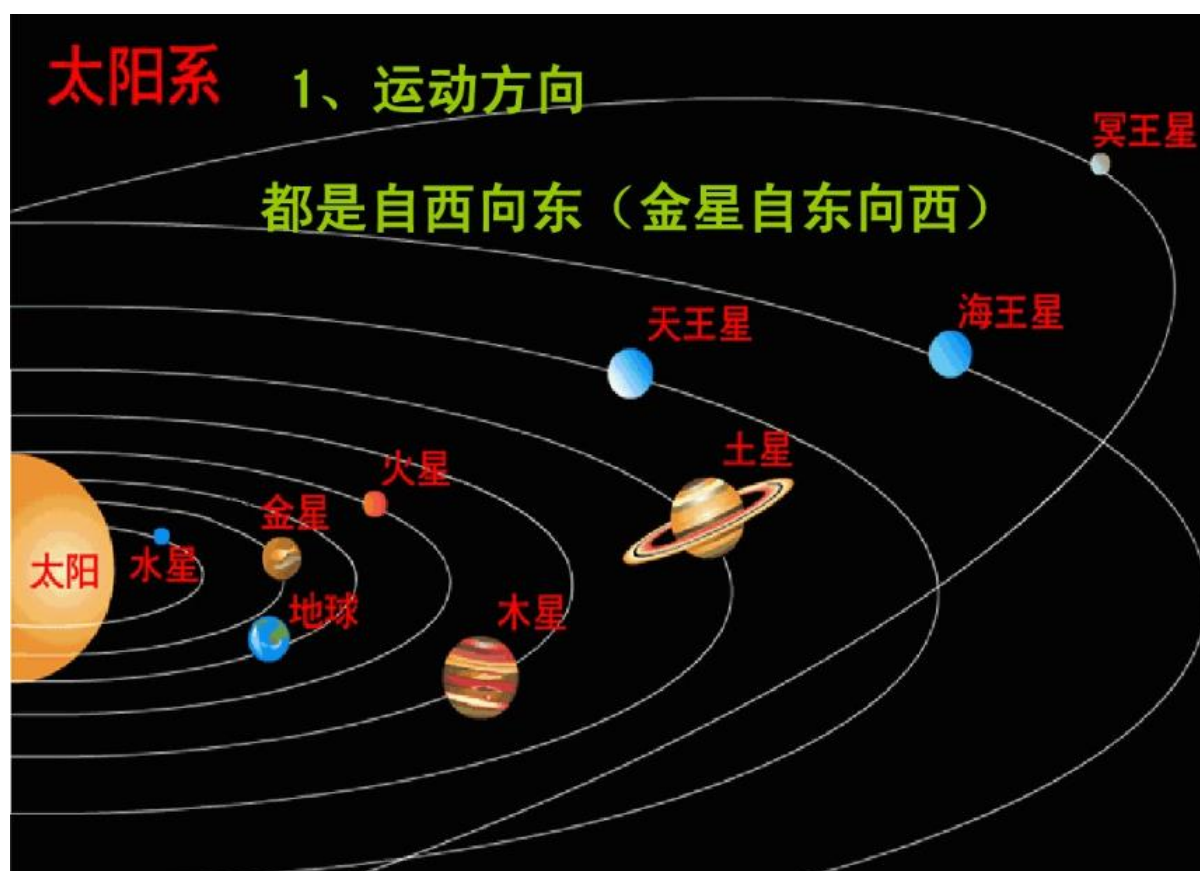 太阳系
1、运动方向
冥王星
都是自西向东（金星自东向西）
海王星
天王星
土星
火星
金星
太阳
水星
地球
木星